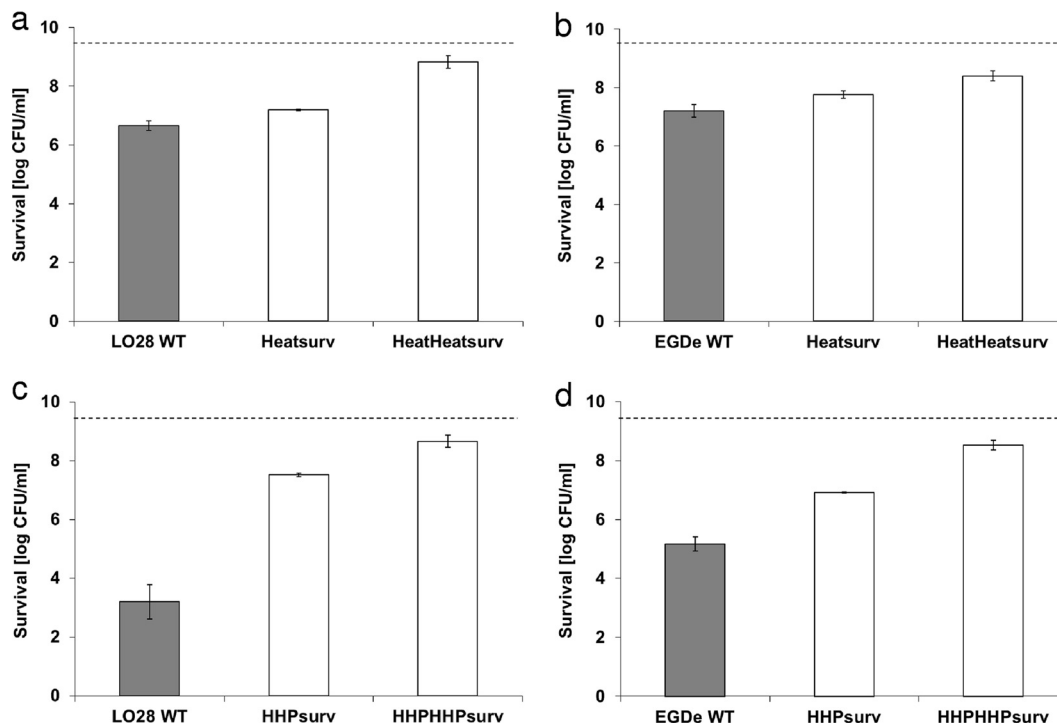 a
Survival [log CFU/ml]
10
8
6
4
2
0
LO28 WT Heatsurv HeatHeatsurv
b
Survival [log CFU/ml]
10
8
6
4
2
0
EGDe WT Heatsurv HeatHeatsurv
c
Survival [log CFU/ml]
10
8
6
4
2
0
LO28 WT HHPsurv HHPHHPsurv
d
Survival [log CFU/ml]
10
8
6
4
2
0
EGDe WT HHPsurv HHPHHPsurv